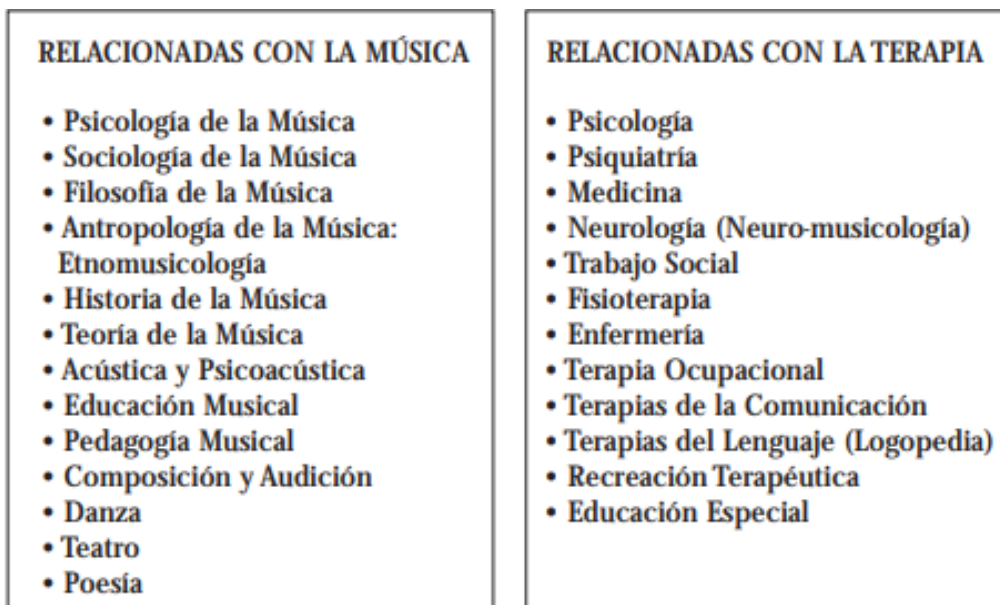 RELACIONADAS CON LA MÚSICA
• Psicología de la Música
• Sociología de la Música
• Filosofía de la Música
• Antropología de la Música:
Etnomusicología
• Historia de la Música
• Teoría de la Música
• Acústica y Psicoacústica
• Educación Musical
• Pedagogía Musical
• Composición y Audición
• Danza
• Teatro
• Poesía
RELACIONADAS CON LA TERAPIA
• Psicología
• Psiquiatría
• Medicina
• Neurología (Neuro-musicología)
• Trabajo Social
• Fisioterapia
• Enfermería
• Terapia Ocupacional
• Terapias de la Comunicación
• Terapias del Lenguaje (Logopedia)
• Recreación Terapéutica
• Educación Especial